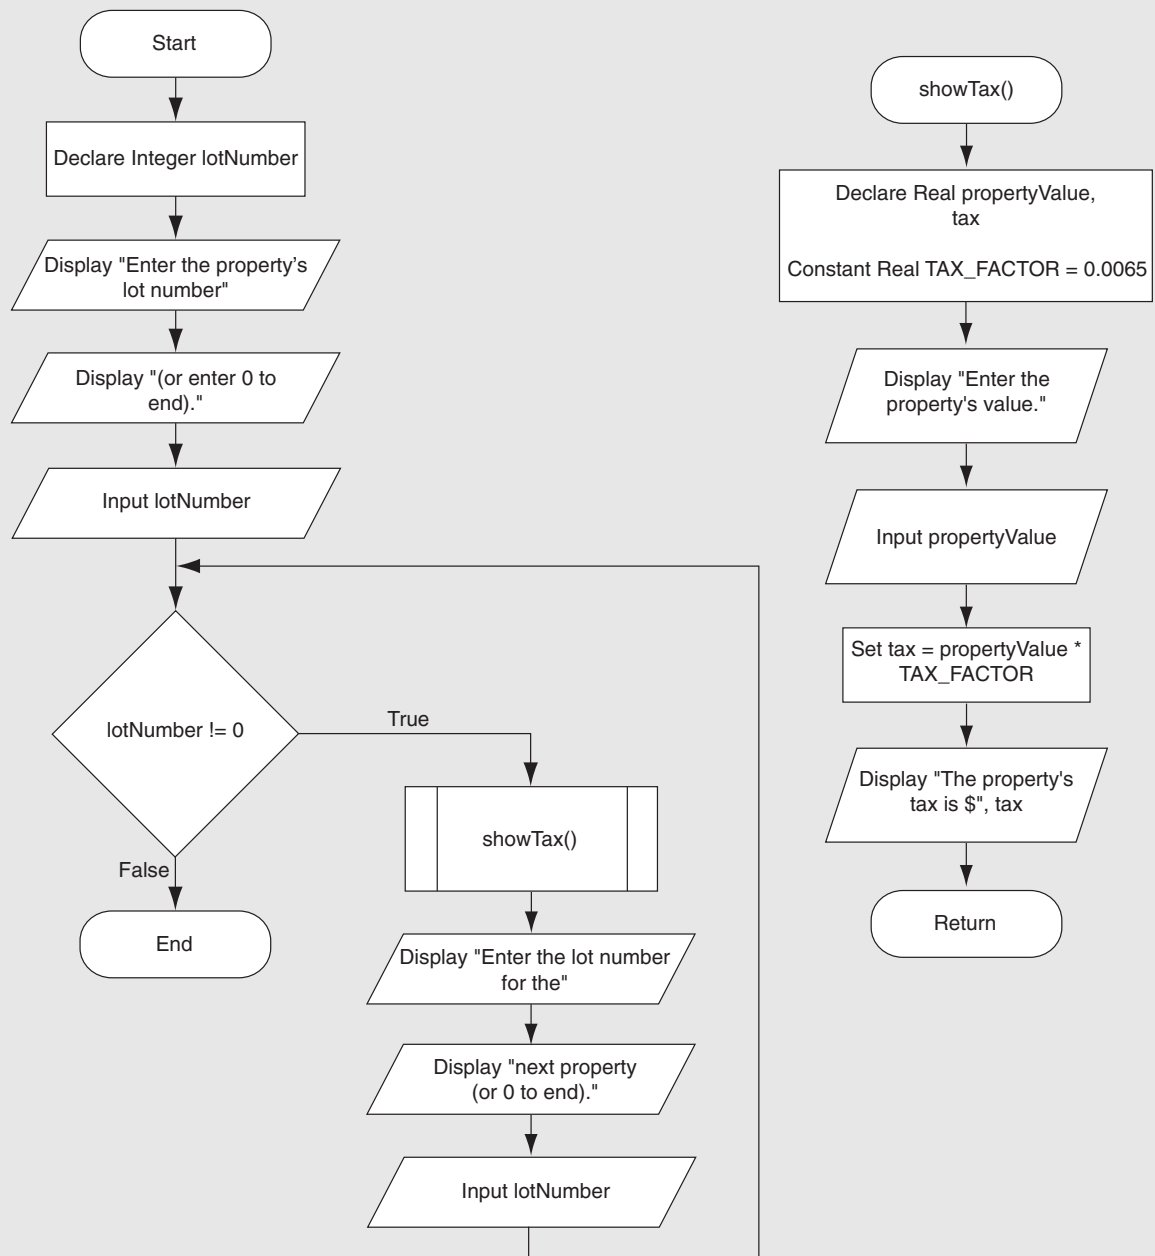 Start
Declare Integer lotNumber
Display "Enter the property’s
lot number"
Display "(or enter 0 to
end)."
Input lotNumber
lotNumber != 0
True
False
End
showTax()
Display "Enter the lot number
for the"
Display "next property
(or 0 to end)."
Input lotNumber
showTax()
Declare Real propertyValue,
tax
Constant Real TAX_FACTOR = 0.0065
Display "Enter the
property's value."
Input propertyValue
Set tax = propertyValue *
TAX_FACTOR
Display "The property's
tax is $", tax
Return